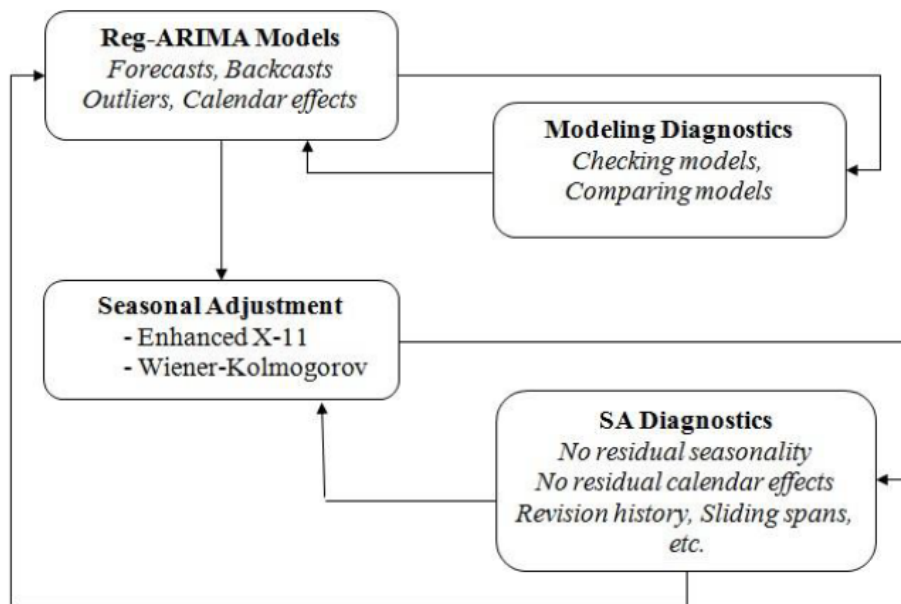 Reg-ARIMA Models
Forecasts, Backcasts
Outliers, Calendar effects
Modeling Diagnostics
Checking models,
Comparing models
Seasonal Adjustment
- Enhanced X-11
- Wiener-Kolmogorov
SA Diagnostics
No residual seasonality
No residual calendar effects
Revision history, Sliding spans,
etc.